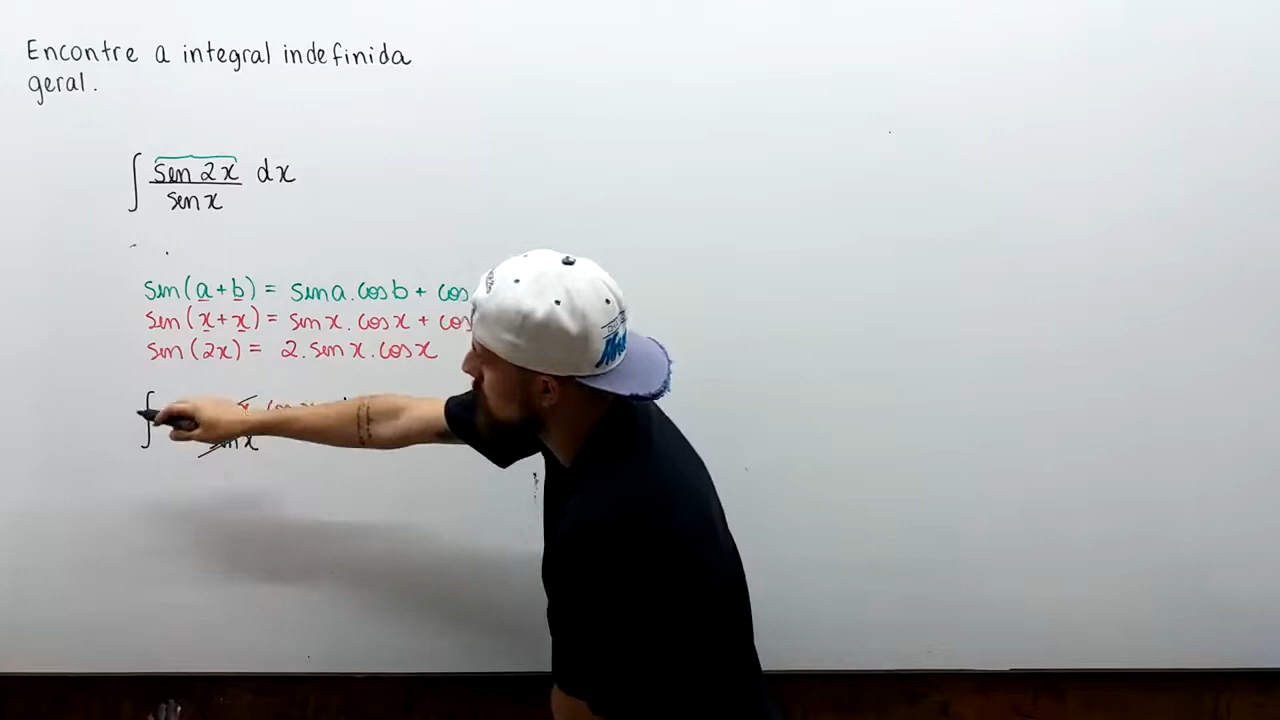 Encontre a integral indefinida
geral.
∫ sen 2x / sen x dx
sen(a+b) = sen a . cos b + cos
sen(x+x) = sen x . cos x + cos
sen(2x) = 2 . sen x . cos x
∫